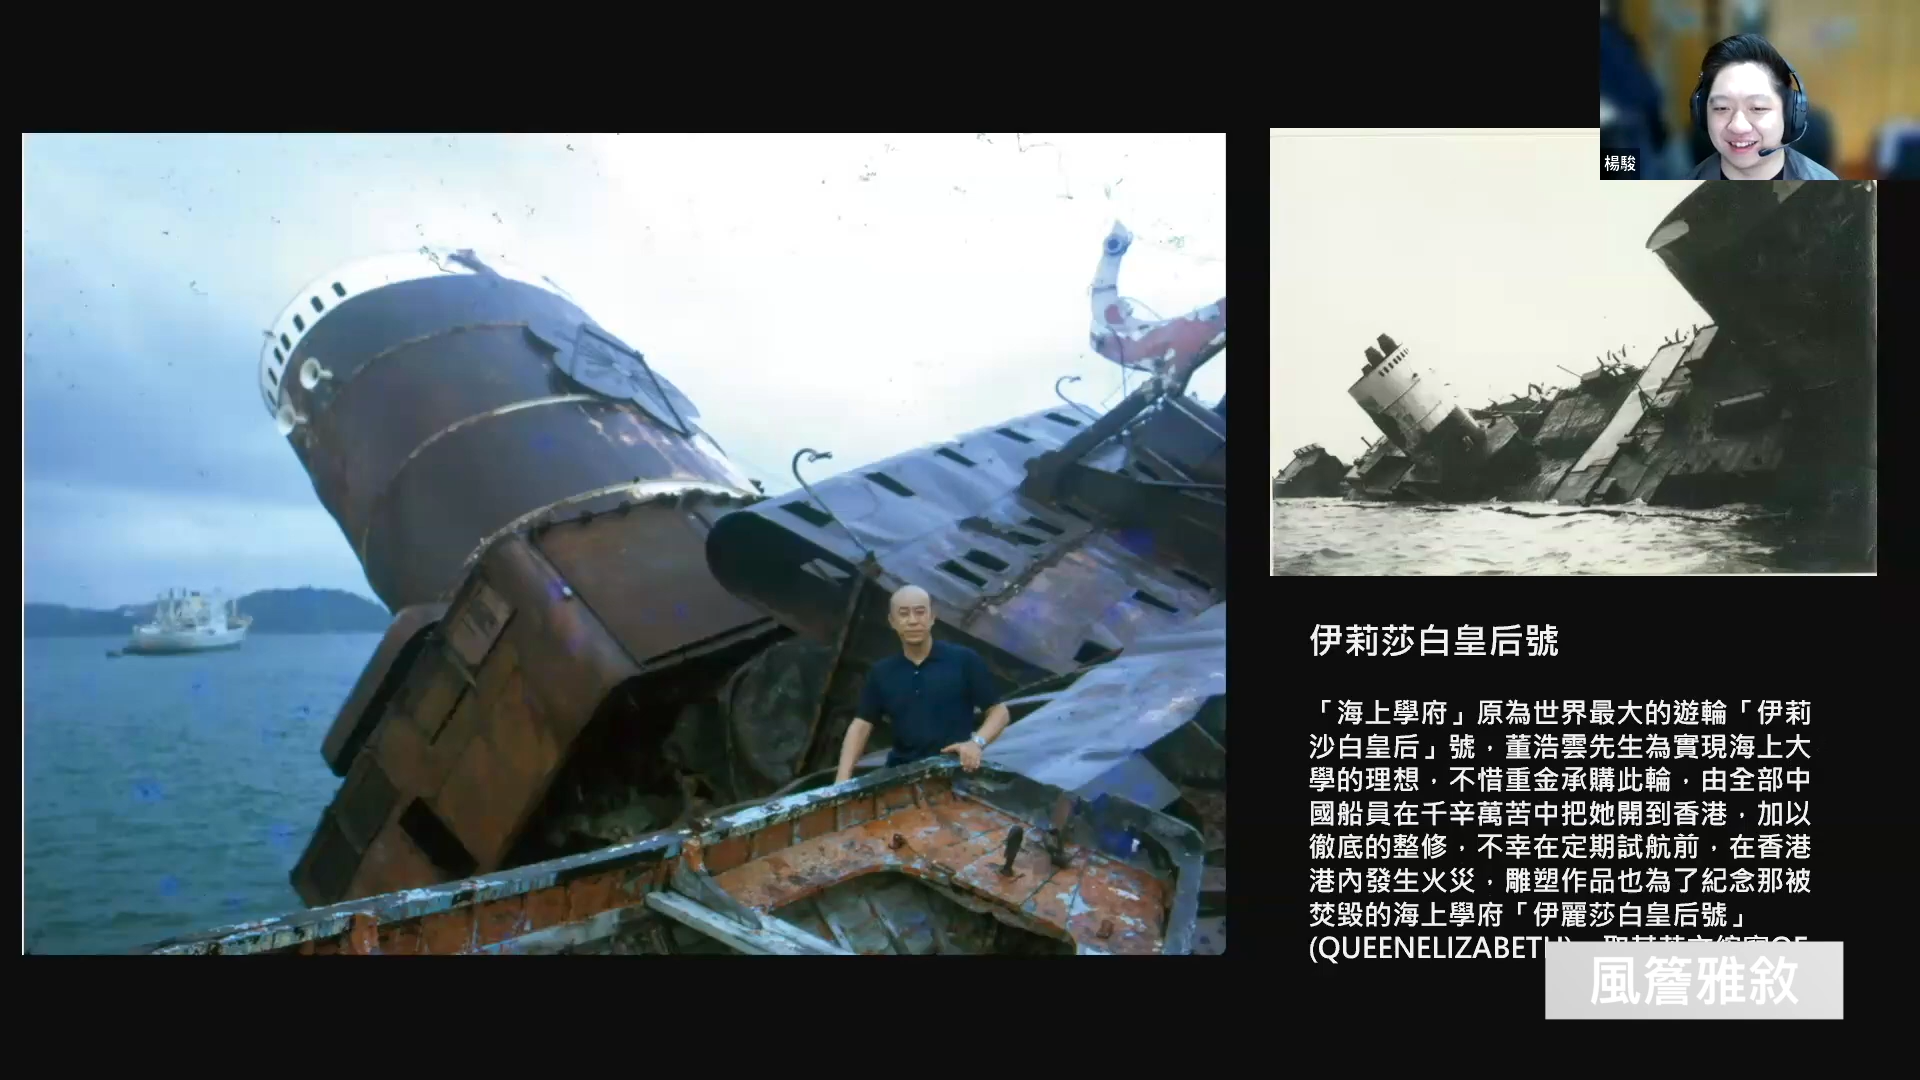 楊駿
伊莉莎白皇后號
「海上學府」原為世界最大的遊輪「伊莉
沙白皇后」號，董浩雲先生為實現海上大
學的理想，不惜重金承購此輪，由全部中
國船員在千辛萬苦中把她開到香港，加以
徹底的整修，不幸在定期試航前，在香港
港內發生火災，雕塑作品也為了紀念那被
焚毀的海上學府「伊麗莎白皇后號」
(QUEENELIZABETH)
風簷雅敘